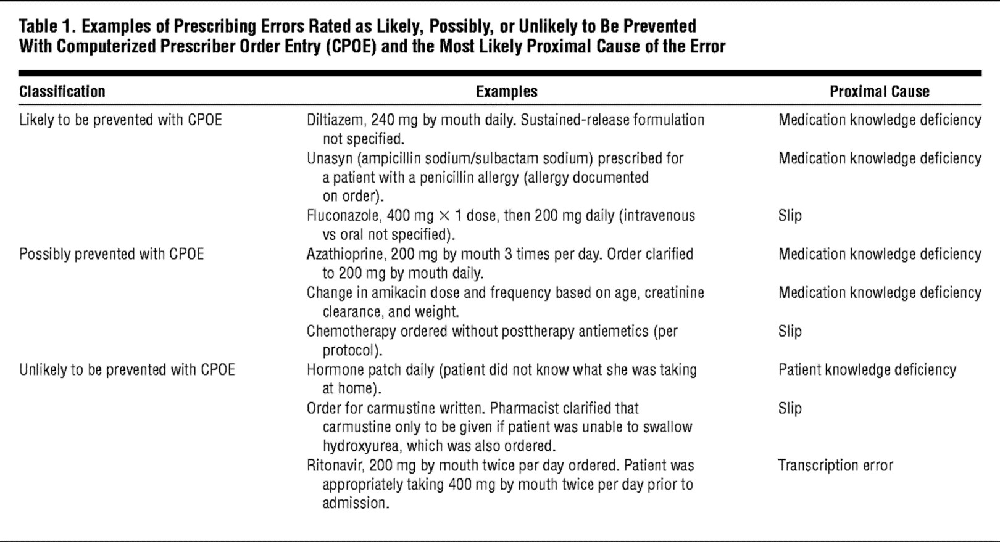 Table 1. Examples of Prescribing Errors Rated as Likely, Possibly, or Unlikely to Be Prevented
With Computerized Prescriber Order Entry (CPOE) and the Most Likely Proximal Cause of the Error
Classification Examples Proximal Cause
Likely to be prevented with CPOE Diltiazem, 240 mg by mouth daily. Sustained-release formulation Medication knowledge deficiency
not specified.
Unasyn (ampicillin sodium/sulbactam sodium) prescribed for Medication knowledge deficiency
a patient with a penicillin allergy (allergy documented
on order).
Fluconazole, 400 mg × 1 dose, then 200 mg daily (intravenous Slip
vs oral not specified).
Possibly prevented with CPOE Azathioprine, 200 mg by mouth 3 times per day. Order clarified Medication knowledge deficiency
to 200 mg by mouth daily.
Change in amikacin dose and frequency based on age, creatinine Medication knowledge deficiency
clearance, and weight.
Chemotherapy ordered without posttherapy antiemetics (per Slip
protocol).
Unlikely to be prevented with CPOE Hormone patch daily (patient did not know what she was taking Patient knowledge deficiency
at home).
Order for carmustine written. Pharmacist clarified that Slip
carmustine only to be given if patient was unable to swallow
hydroxyurea, which was also ordered.
Ritonavir, 200 mg by mouth twice per day ordered. Patient was Transcription error
appropriately taking 400 mg by mouth twice per day prior to
admission.